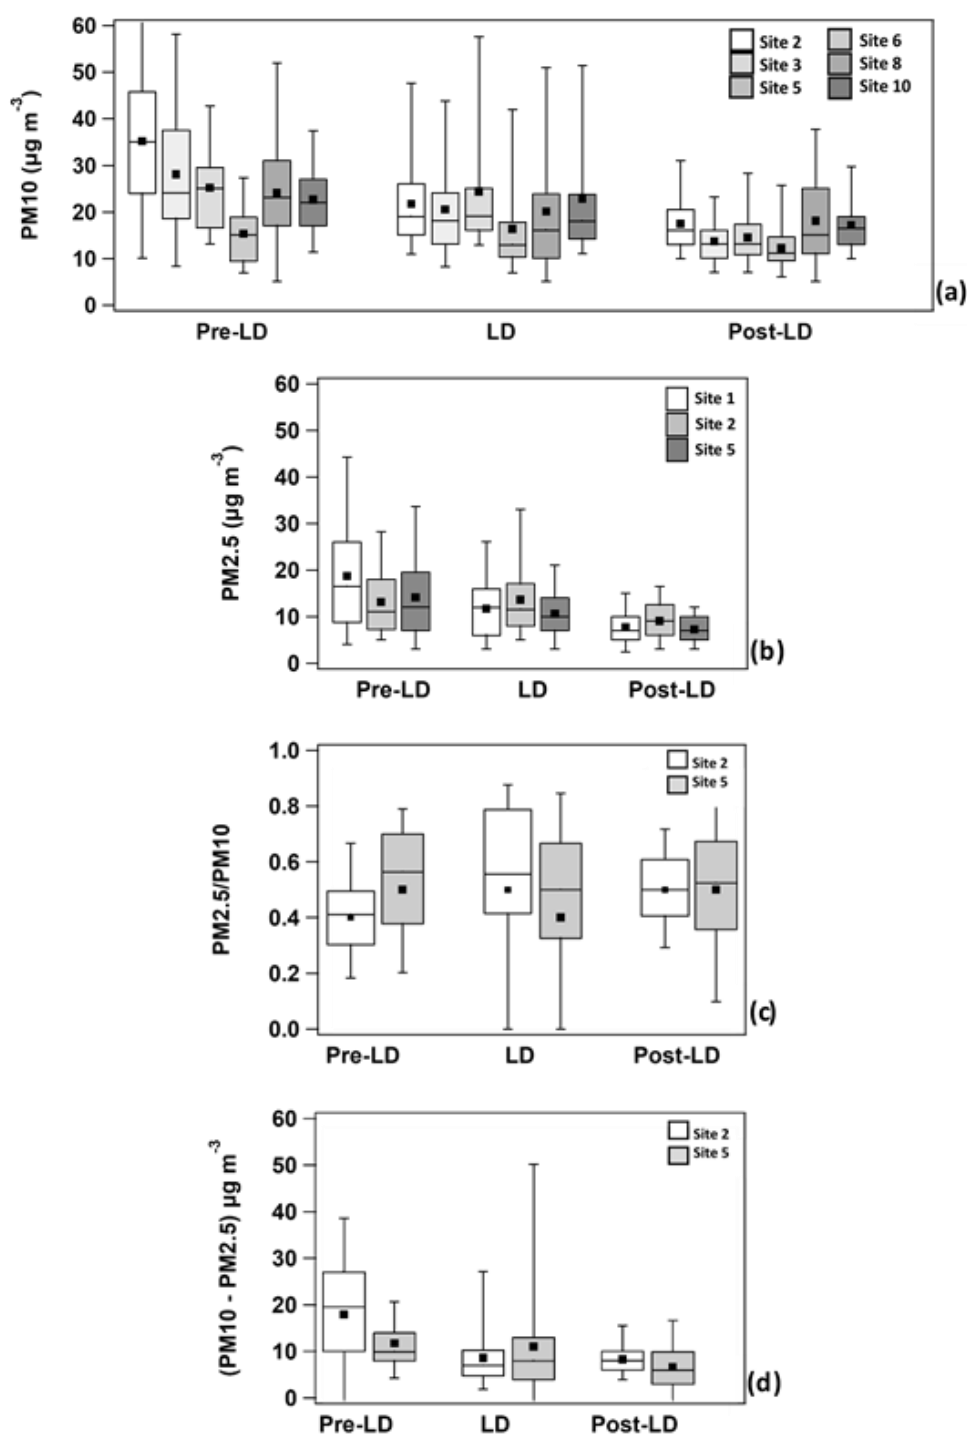 60
50
40
30
20
10
0
PM10 (µg m⁻³)
Site 2
Site 3
Site 5
Site 6
Site 8
Site 10
Pre-LD
LD
Post-LD
(a)
60
50
40
30
20
10
0
PM2.5 (µg m⁻³)
Site 1
Site 2
Site 5
Pre-LD
LD
Post-LD
(b)
1.0
0.8
0.6
0.4
0.2
0.0
PM2.5/PM10
Site 2
Site 5
Pre-LD
LD
Post-LD
(c)
60
50
40
30
20
10
0
(PM10 - PM2.5) µg m⁻³
Site 2
Site 5
Pre-LD
LD
Post-LD
(d)